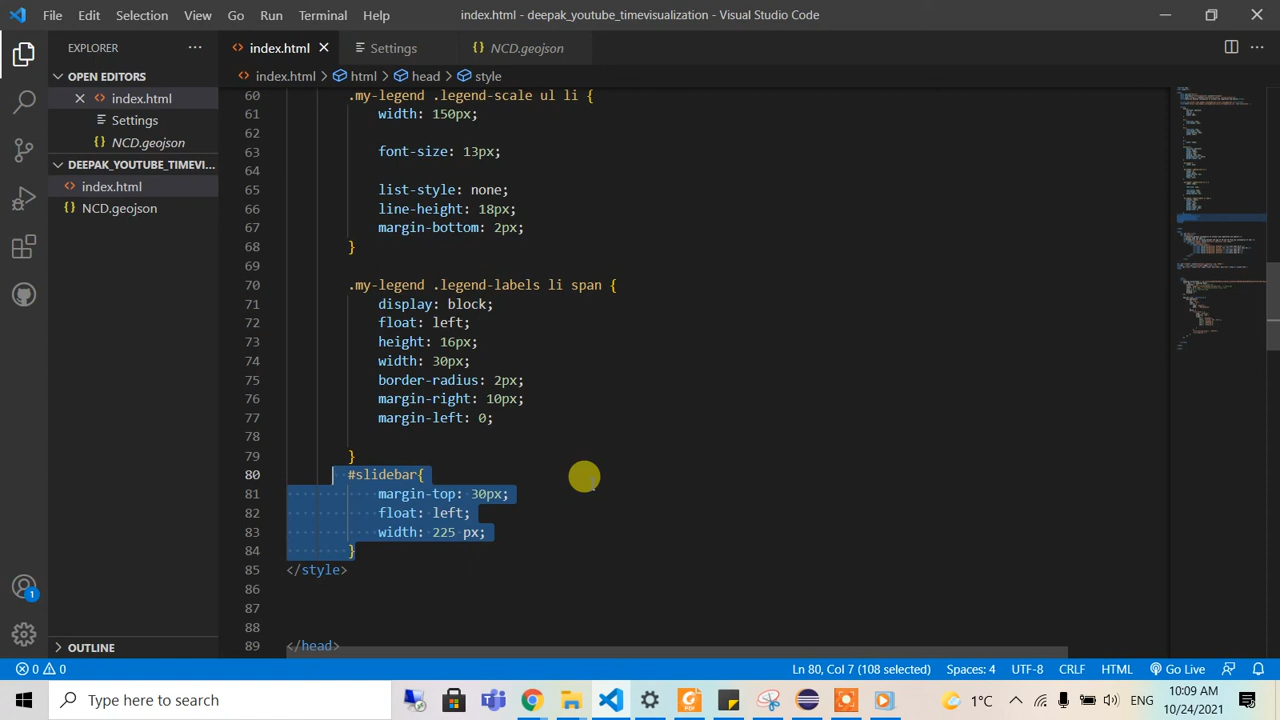 File Edit Selection View Go Run Terminal Help
index.html - deepak_youtube_timevisualization - Visual Studio Code
EXPLORER
index.html
Settings
NCD.geojson
OPEN EDITORS
index.html > html > head > style
index.html
Settings
NCD.geojson
DEEPAK_YOUTUBE_TIMEVI...
index.html
NCD.geojson
60 .my-legend .legend-scale ul li {
61 width: 150px;
62
63 font-size: 13px;
64
65 list-style: none;
66 line-height: 18px;
67 margin-bottom: 2px;
68 }
69
70 .my-legend .legend-labels li span {
71 display: block;
72 float: left;
73 height: 16px;
74 width: 30px;
75 border-radius: 2px;
76 margin-right: 10px;
77 margin-left: 0;
78
79 }
80 #slidebar{
81 margin-top: 30px;
82 float: left;
83 width: 225 px;
84 }
85 </style>
86
87
88
89 </head>
OUTLINE
1
0 0
Ln 80, Col 7 (108 selected)
Spaces: 4
UTF-8
CRLF
HTML
Go Live
Type here to search
1°C
ENG
10:09 AM
10/24/2021